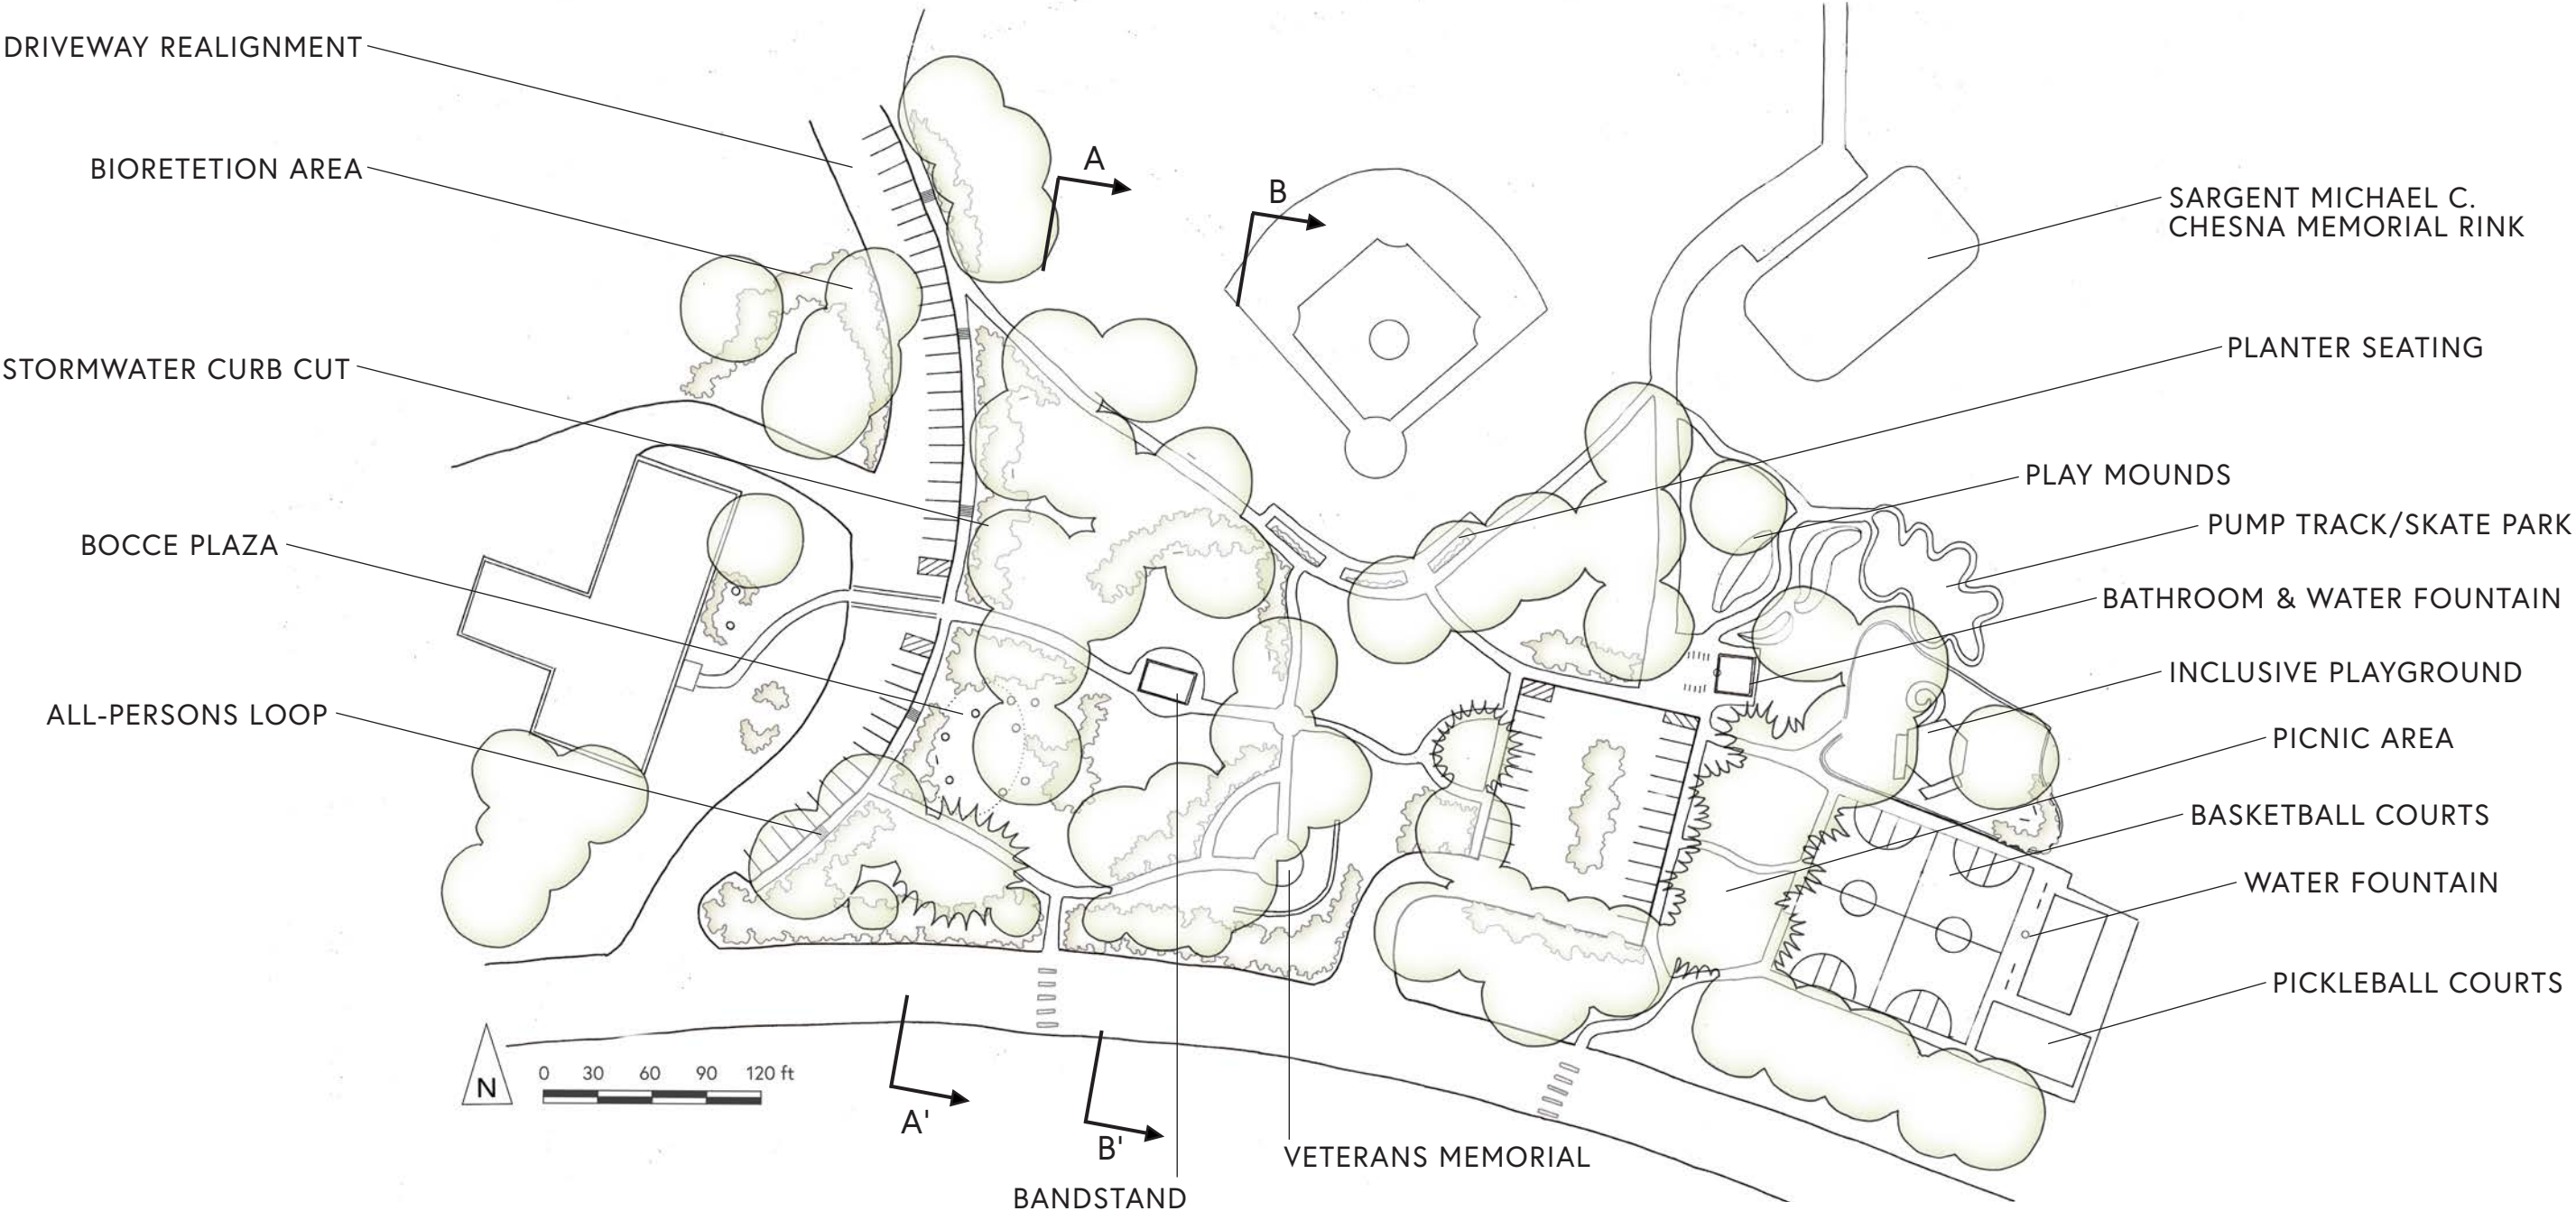 DRIVEWAY REALIGNMENT
BIORETETION AREA
STORMWATER CURB CUT
BOCCE PLAZA
ALL-PERSONS LOOP
A
B
SARGENT MICHAEL C.
CHESNA MEMORIAL RINK
PLANTER SEATING
PLAY MOUNDS
PUMP TRACK/SKATE PARK
BATHROOM & WATER FOUNTAIN
INCLUSIVE PLAYGROUND
PICNIC AREA
BASKETBALL COURTS
WATER FOUNTAIN
PICKLEBALL COURTS
N
0 30 60 90 120 ft
A'
B'
VETERANS MEMORIAL
BANDSTAND